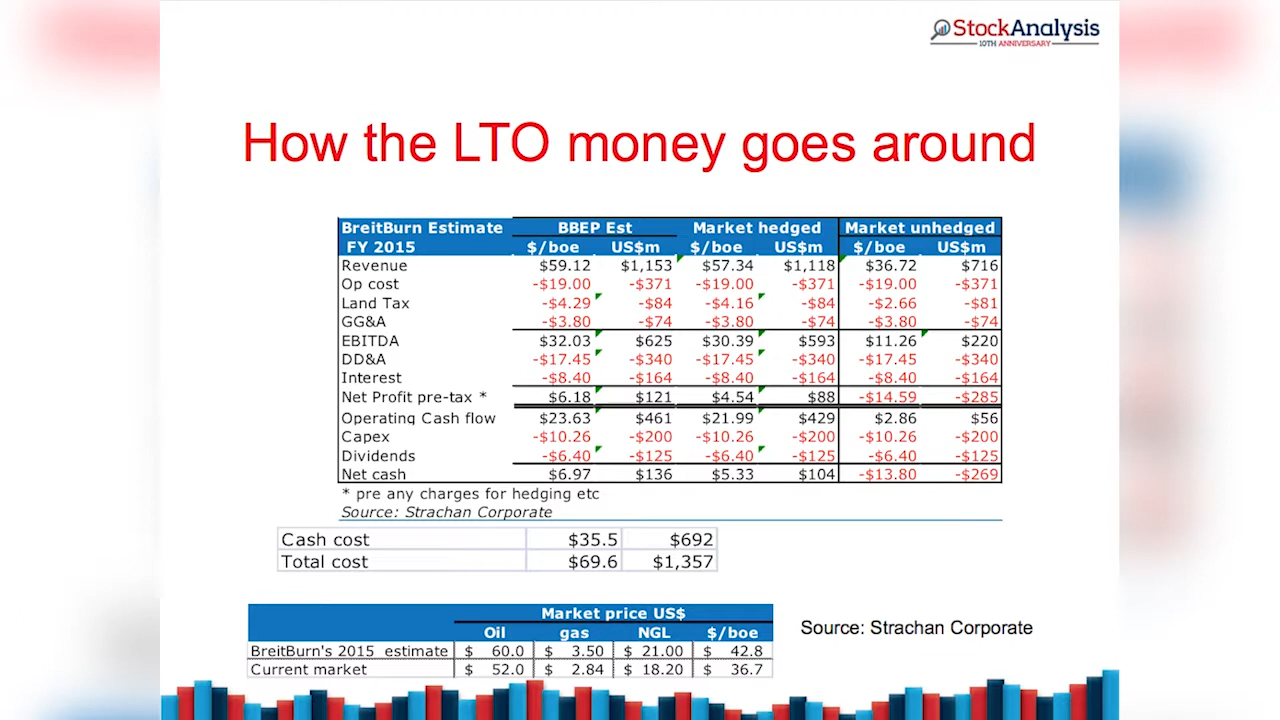 StockAnalysis
10TH ANNIVERSARY
How the LTO money goes around
BreitBurn Estimate BBEP Est Market hedged Market unhedged
FY 2015 $/boe US$m $/boe US$m $/boe US$m
Revenue $59.12 $1,153 $57.34 $1,118 $36.72 $716
Op cost -$19.00 -$371 -$19.00 -$371 -$19.00 -$371
Land Tax -$4.29 -$84 -$4.16 -$84 -$2.66 -$81
GG&A -$3.80 -$74 -$3.80 -$74 -$3.80 -$74
EBITDA $32.03 $625 $30.39 $593 $11.26 $220
DD&A -$17.45 -$340 -$17.45 -$340 -$17.45 -$340
Interest -$8.40 -$164 -$8.40 -$164 -$8.40 -$164
Net Profit pre-tax * $6.18 $121 $4.54 $88 -$14.59 -$285
Operating Cash flow $23.63 $461 $21.99 $429 $2.86 $56
Capex -$10.26 -$200 -$10.26 -$200 -$10.26 -$200
Dividends -$6.40 -$125 -$6.40 -$125 -$6.40 -$125
Net cash $6.97 $136 $5.33 $104 -$13.80 -$269
* pre any charges for hedging etc
Source: Strachan Corporate
Cash cost $35.5 $692
Total cost $69.6 $1,357
Market price US$
Oil gas NGL $/boe
BreitBurn's 2015 estimate $ 60.0 $ 3.50 $ 21.00 $ 42.8
Current market $ 52.0 $ 2.84 $ 18.20 $ 36.7
Source: Strachan Corporate